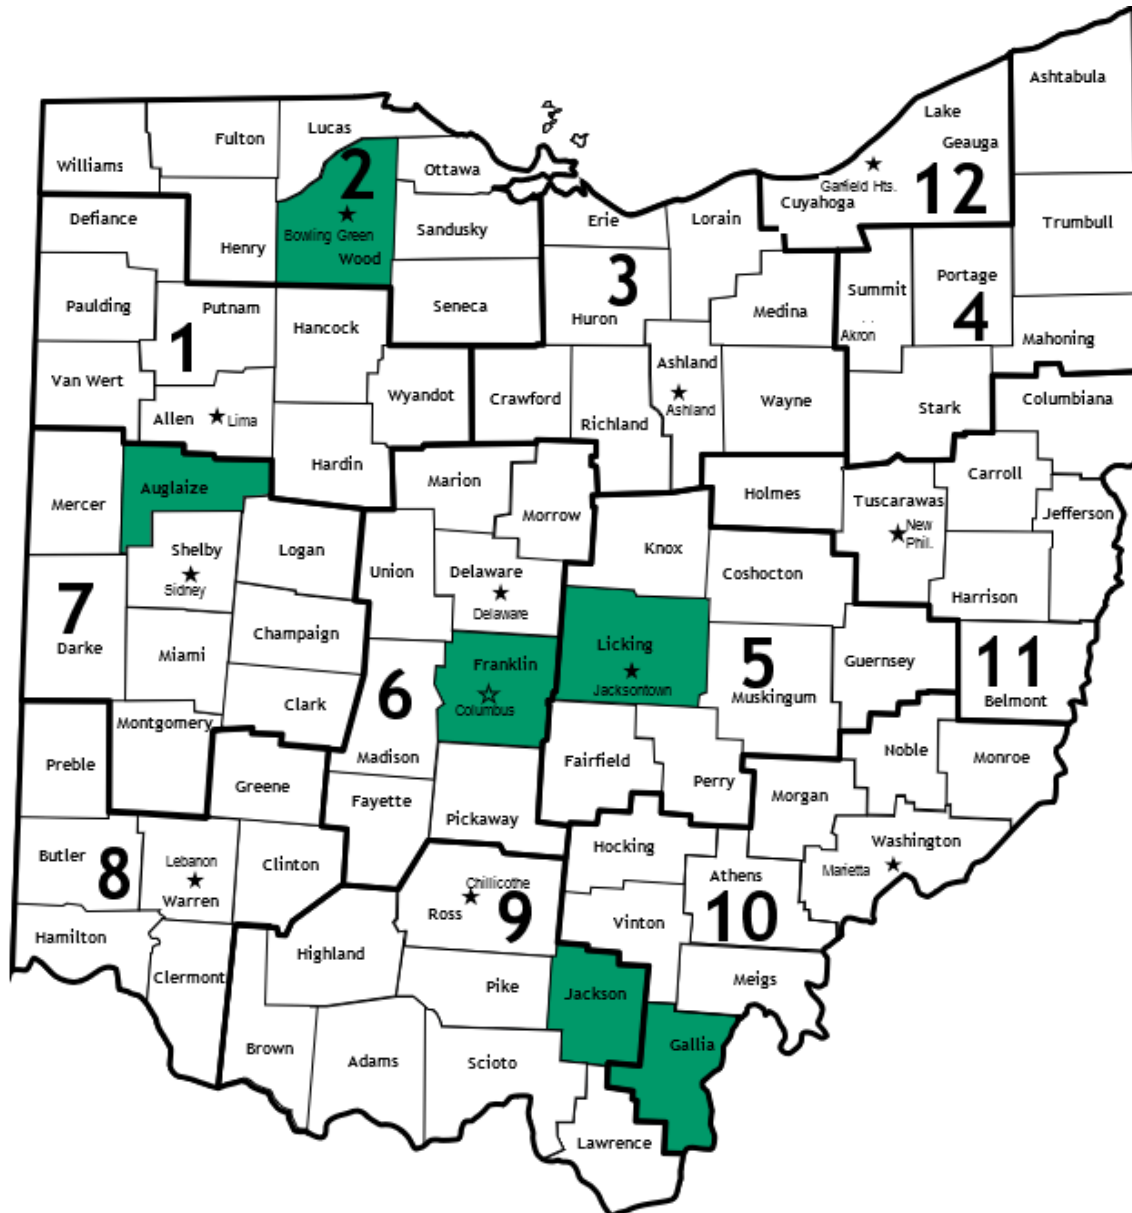 Ashtabula
Lake
Geauga
Garfield Hts.
12
Cuyahoga
Lucas
Fulton
Williams
2
Ottawa
Defiance
Henry
Bowling Green
Wood
Sandusky
Erie
Lorain
Trumbull
Paulding
Putnam
Hancock
Seneca
3
Huron
Medina
Summit
Portage
4
Akron
Mahoning
1
Van Wert
Allen
Lima
Wyandot
Crawford
Richland
Ashland
Ashland
Wayne
Stark
Columbiana
Hardin
Marion
Morrow
Holmes
Tuscarawas
New
Phil.
Carroll
Jefferson
Mercer
Auglaize
Shelby
Sidney
Logan
Union
Delaware
Delaware
Knox
Coshocton
Harrison
7
Darke
Miami
Champaign
Clark
6
Franklin
Columbus
Licking
Jacksontown
5
Muskingum
Guernsey
11
Belmont
Preble
Montgomery
Greene
Madison
Fayette
Pickaway
Fairfield
Perry
Morgan
Noble
Monroe
Butler
8
Lebanon
Warren
Clinton
Chillicothe
Ross
9
Hocking
Athens
10
Marietta
Washington
Hamilton
Clermont
Highland
Pike
Vinton
Meigs
Jackson
Gallia
Brown
Adams
Scioto
Lawrence